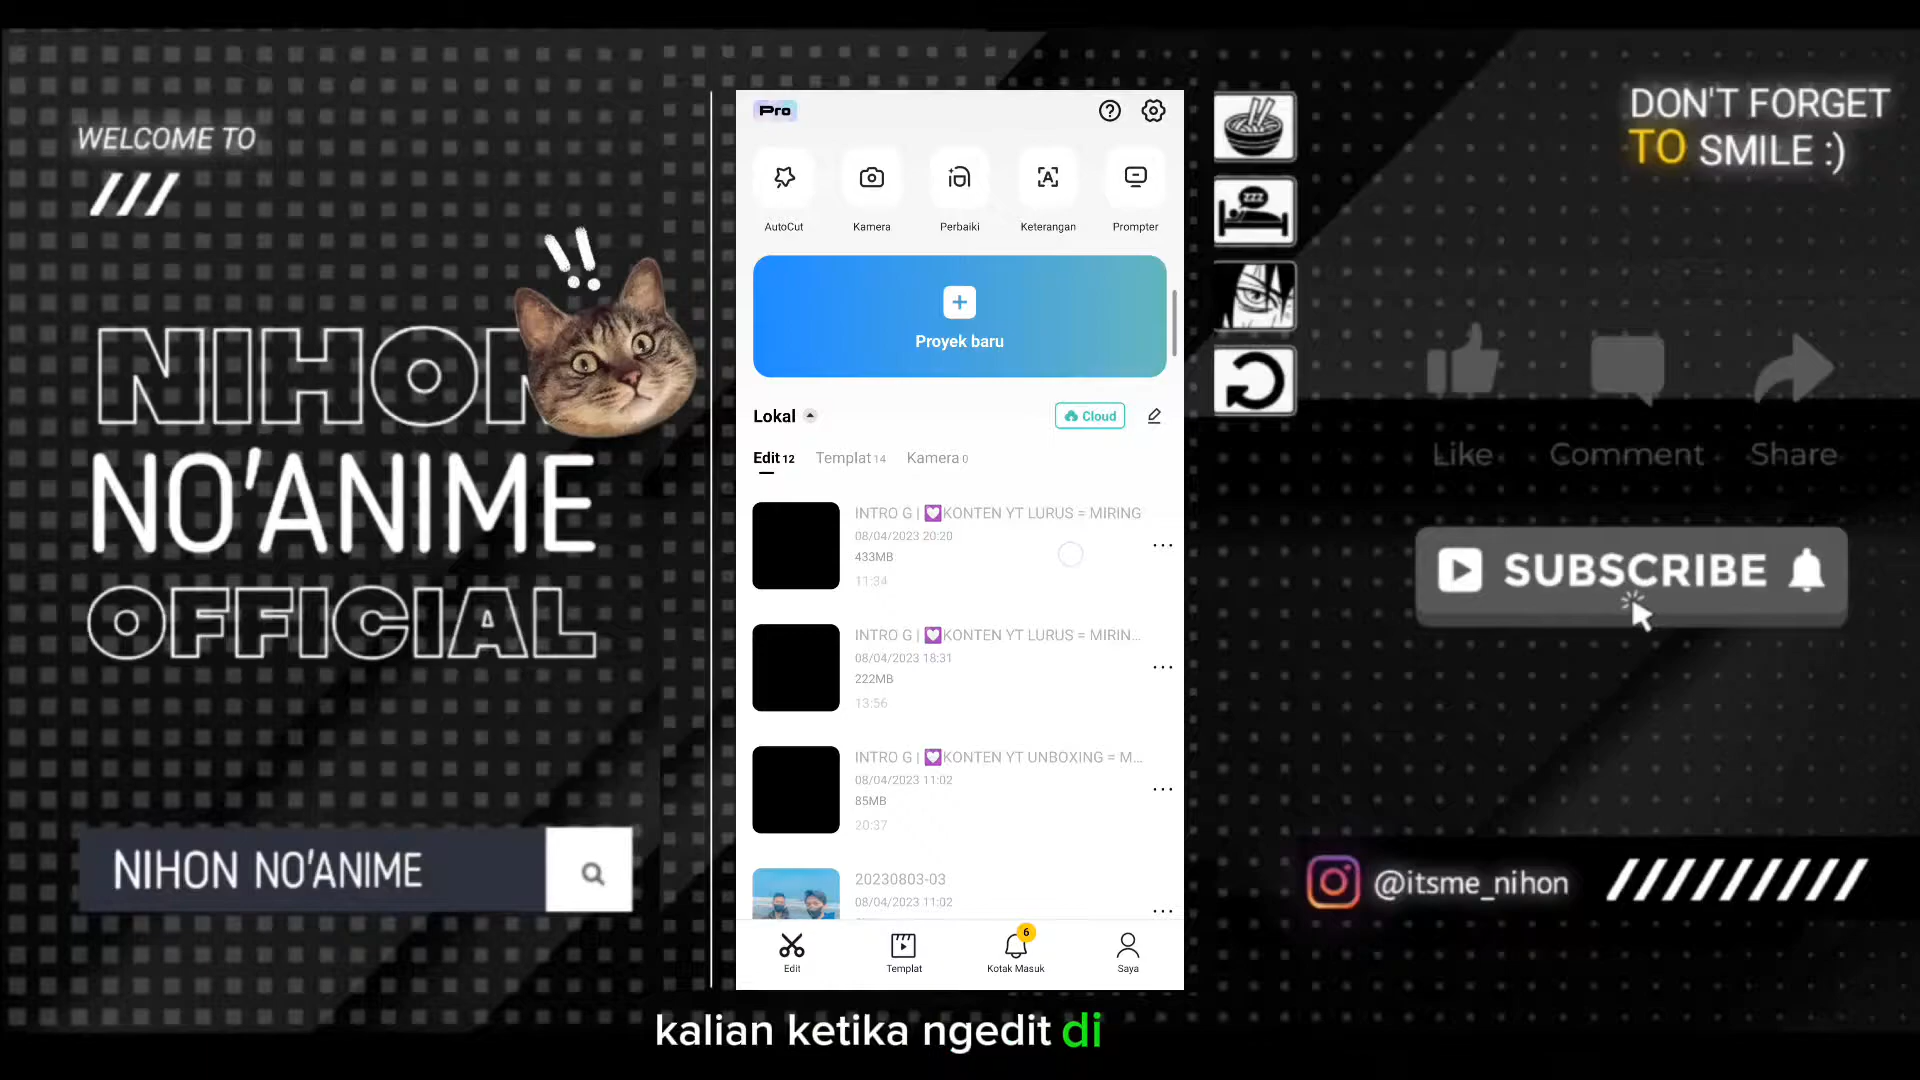 WELCOME TO
NIHON
NO'ANIME
OFFICIAL
NIHON NO'ANIME
Pro
AutoCut
Kamera
Perbaiki
Keterangan
Prompter
Proyek baru
Lokal
Cloud
Edit 12
Templat 14
Kamera 0
INTRO G | 💟KONTEN YT LURUS = MIRING
08/04/2023 20:20
433MB
11:34
INTRO G | 💟KONTEN YT LURUS = MIRIN...
08/04/2023 18:31
222MB
13:56
INTRO G | 💟KONTEN YT UNBOXING = M...
08/04/2023 11:02
85MB
20:37
20230803-03
08/04/2023 11:02
Edit
Templat
6
Kotak Masuk
Saya
kalian ketika ngedit di
zzz
DON'T FORGET
TO SMILE :)
Like
Comment
Share
SUBSCRIBE
@itsme_nihon